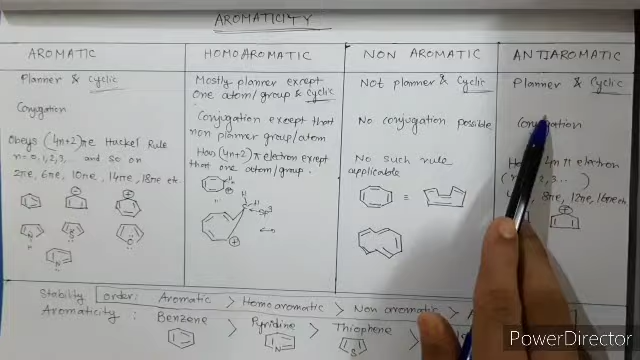 AROMATICITY
AROMATIC
Planner & Cyclic
Conjugation
Obeys (4n+2)πe Huckel Rule
n=0,1,2,3... and so on
2πe, 6πe, 10πe, 14πe, 18πe etc
HOMOAROMATIC
Mostly planner except
one atom/group & Cyclic
Conjugation except that
non planner group/atom
Has (4n+2)π electron except
that one atom/group.
H
H
sp³
NON AROMATIC
Not planner & Cyclic
No conjugation possible
No such rule
applicable
ANTIAROMATIC
Planner & Cyclic
Conjugation
4n π electron
2, 3...)
8πe, 12πe, 16πe etc
Stability order: Aromatic > Homoaromatic > Non aromatic >
Aromaticity: Benzene > Pyridine > Thiophene >
N
S
PowerDirector